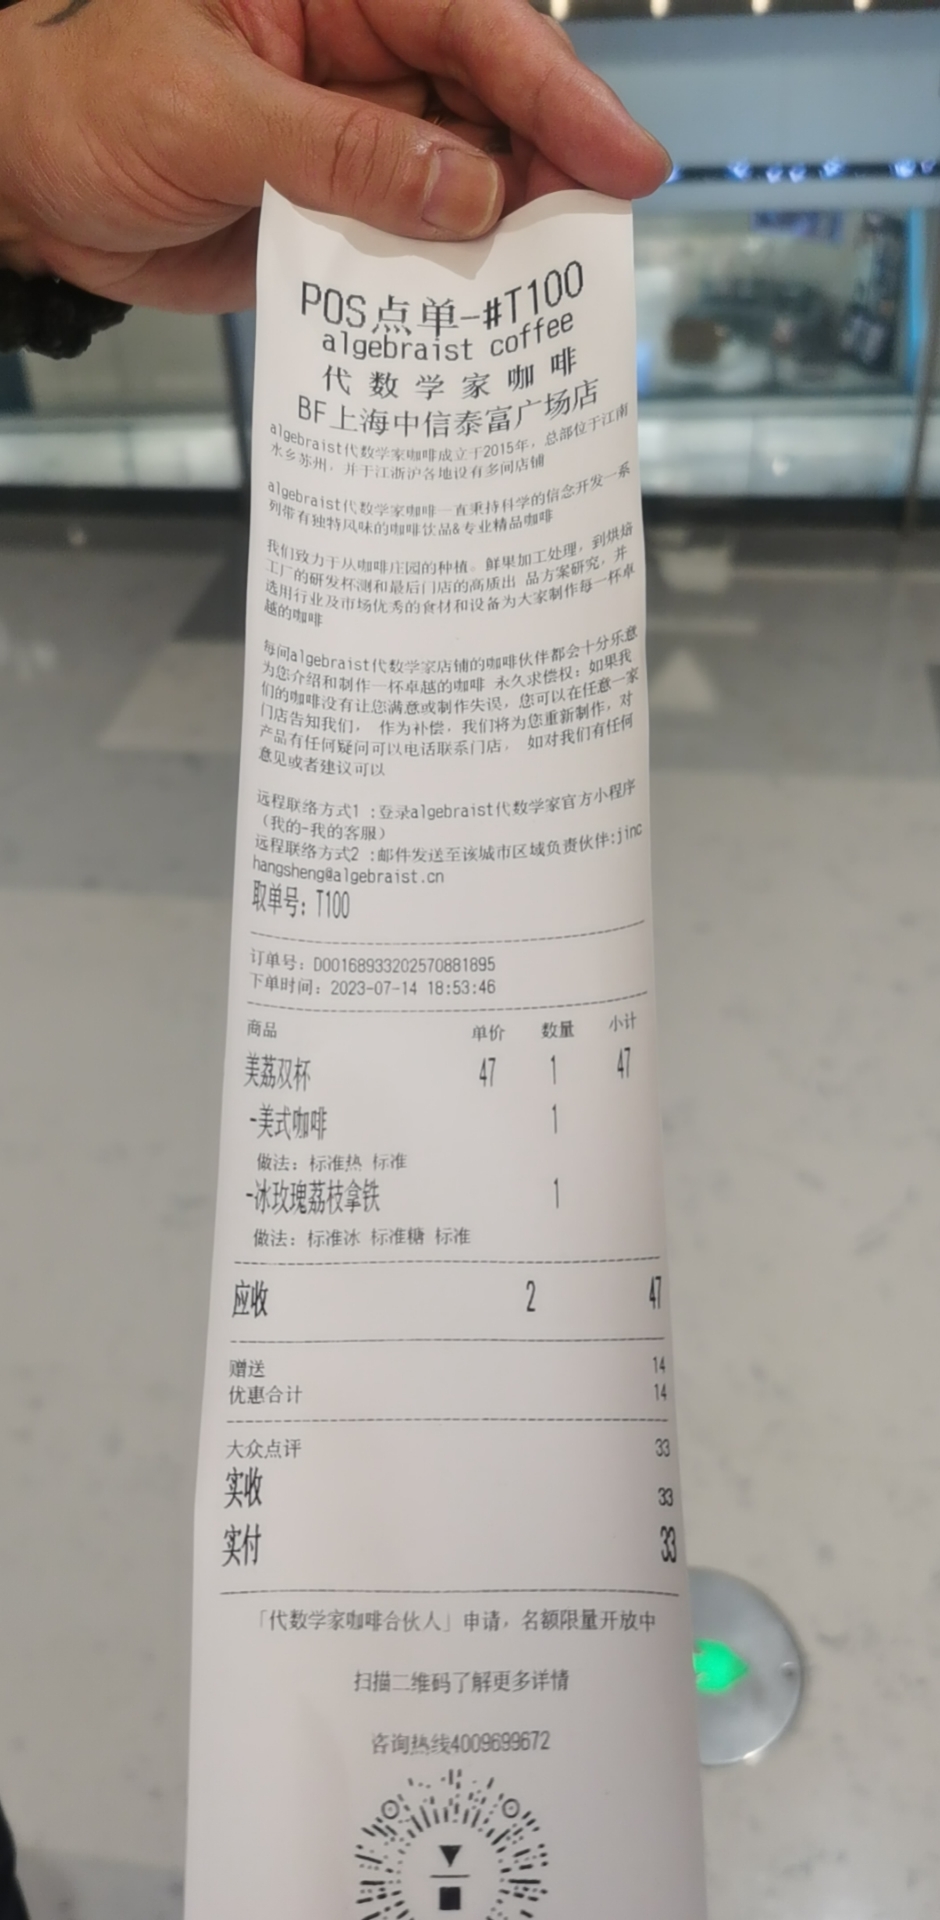 POS点单-#T100
algebraist coffee
代数学家咖啡
BF上海中信泰富广场店
algebraist代数学家咖啡成立于2015年，总部位于江南
水乡苏州，并于江浙沪各地设有多间店铺
algebraist代数学家咖啡一直秉持科学的信念开发一系
列带有独特风味的咖啡饮品&专业精品咖啡
我们致力于从咖啡庄园的种植。鲜果加工处理，到烘焙
工厂的研发杯测和最后门店的高质出 品方案研究，并
选用行业及市场优秀的食材和设备为大家制作每一杯卓
越的咖啡
每间algebraist代数学家店铺的咖啡伙伴都会十分乐意
为您介绍和制作一杯卓越的咖啡 永久求偿权：如果我
们的咖啡没有让您满意或制作失误，您可以在任意一家
门店告知我们， 作为补偿，我们将为您重新制作，对
产品有任何疑问可以电话联系门店， 如对我们有任何
意见或者建议可以
远程联络方式1 :登录algebraist代数学家官方小程序
（我的-我的客服）
远程联络方式2 :邮件发送至该城市区域负责伙伴:jinc
hangsheng@algebraist.cn
取单号: T100
订单号: D00168933202570881895
下单时间: 2023-07-14 18:53:46
商品 单价 数量 小计
美荔双杯 47 1 47
-美式咖啡 1
做法: 标准热 标准
-冰玫瑰荔枝拿铁 1
做法: 标准冰 标准糖 标准
应收 2 47
赠送 14
优惠合计 14
大众点评 33
实收 33
实付 33
「代数学家咖啡合伙人」申请，名额限量开放中
扫描二维码了解更多详情
咨询热线4009699672